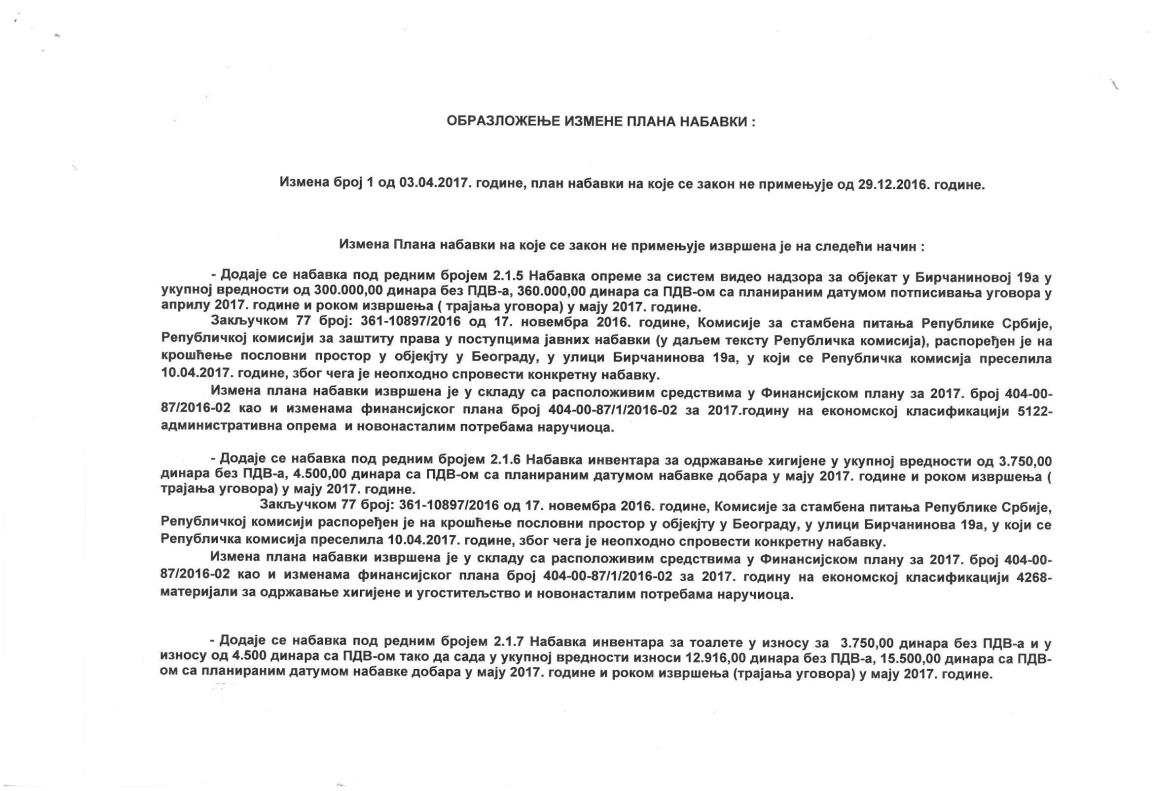 ОБРАЗЛОЖЕЊЕ ИЗМЕНЕ ПЛАНА НАБАВКИ :
Измена број 1 од 03.04.2017. године, план набавки на које се закон не примењује од 29.12.2016. године.
Измена Плана набавки на које се закон не примењује извршена је на следећи начин :
- Додаје се набавка под редним бројем 2.1.5 Набавка опреме за систем видео надзора за објекат у Бирчаниновој 19а у
укупној вредности од 300.000,00 динара без ПДВ-а, 360.000,00 динара са ПДВ-ом са планираним датумом потписивања уговора у
априлу 2017. године и роком извршења ( трајања уговора) у мају 2017. године.
Закључком 77 број: 361-10897/2016 од 17. новембра 2016. године, Комисије за стамбена питања Републике Србије,
Републичкој комисији за заштиту права у поступцима јавних набавки (у даљем тексту Републичка комисија), распоређен је на
крошћење пословни простор у објекјту у Београду, у улици Бирчанинова 19а, у који се Републичка комисија преселила
10.04.2017. године, због чега је неопходно спровести конкретну набавку.
Измена плана набавки извршена је у складу са расположивим средствима у Финансијском плану за 2017. број 404-00-
87/2016-02 као и изменама финансијског плана број 404-00-87/1/2016-02 за 2017.годину на економској класификацији 5122-
административна опрема и новонасталим потребама наручиоца.
- Додаје се набавка под редним бројем 2.1.6 Набавка инвентара за одржавање хигијене у укупној вредности од 3.750,00
динара без ПДВ-а, 4.500,00 динара са ПДВ-ом са планираним датумом набавке добара у мају 2017. године и роком извршења (
трајања уговора) у мају 2017. године.
Закључком 77 број: 361-10897/2016 од 17. новембра 2016. године, Комисије за стамбена питања Републике Србије,
Републичкој комисији распоређен је на крошћење пословни простор у објекјту у Београду, у улици Бирчанинова 19а, у који се
Републичка комисија преселила 10.04.2017. године, због чега је неопходно спровести конкретну набавку.
Измена плана набавки извршена је у складу са расположивим средствима у Финансијском плану за 2017. број 404-00-
87/2016-02 као и изменама финансијског плана број 404-00-87/1/2016-02 за 2017. годину на економској класификацији 4268-
материјали за одржавање хигијене и угоститељство и новонасталим потребама наручиоца.
- Додаје се набавка под редним бројем 2.1.7 Набавка инвентара за тоалете у износу за 3.750,00 динара без ПДВ-а и у
износу од 4.500 динара са ПДВ-ом тако да сада у укупној вредности износи 12.916,00 динара без ПДВ-а, 15.500,00 динара са ПДВ-
ом са планираним датумом набавке добара у мају 2017. године и роком извршења (трајања уговора) у мају 2017. године.